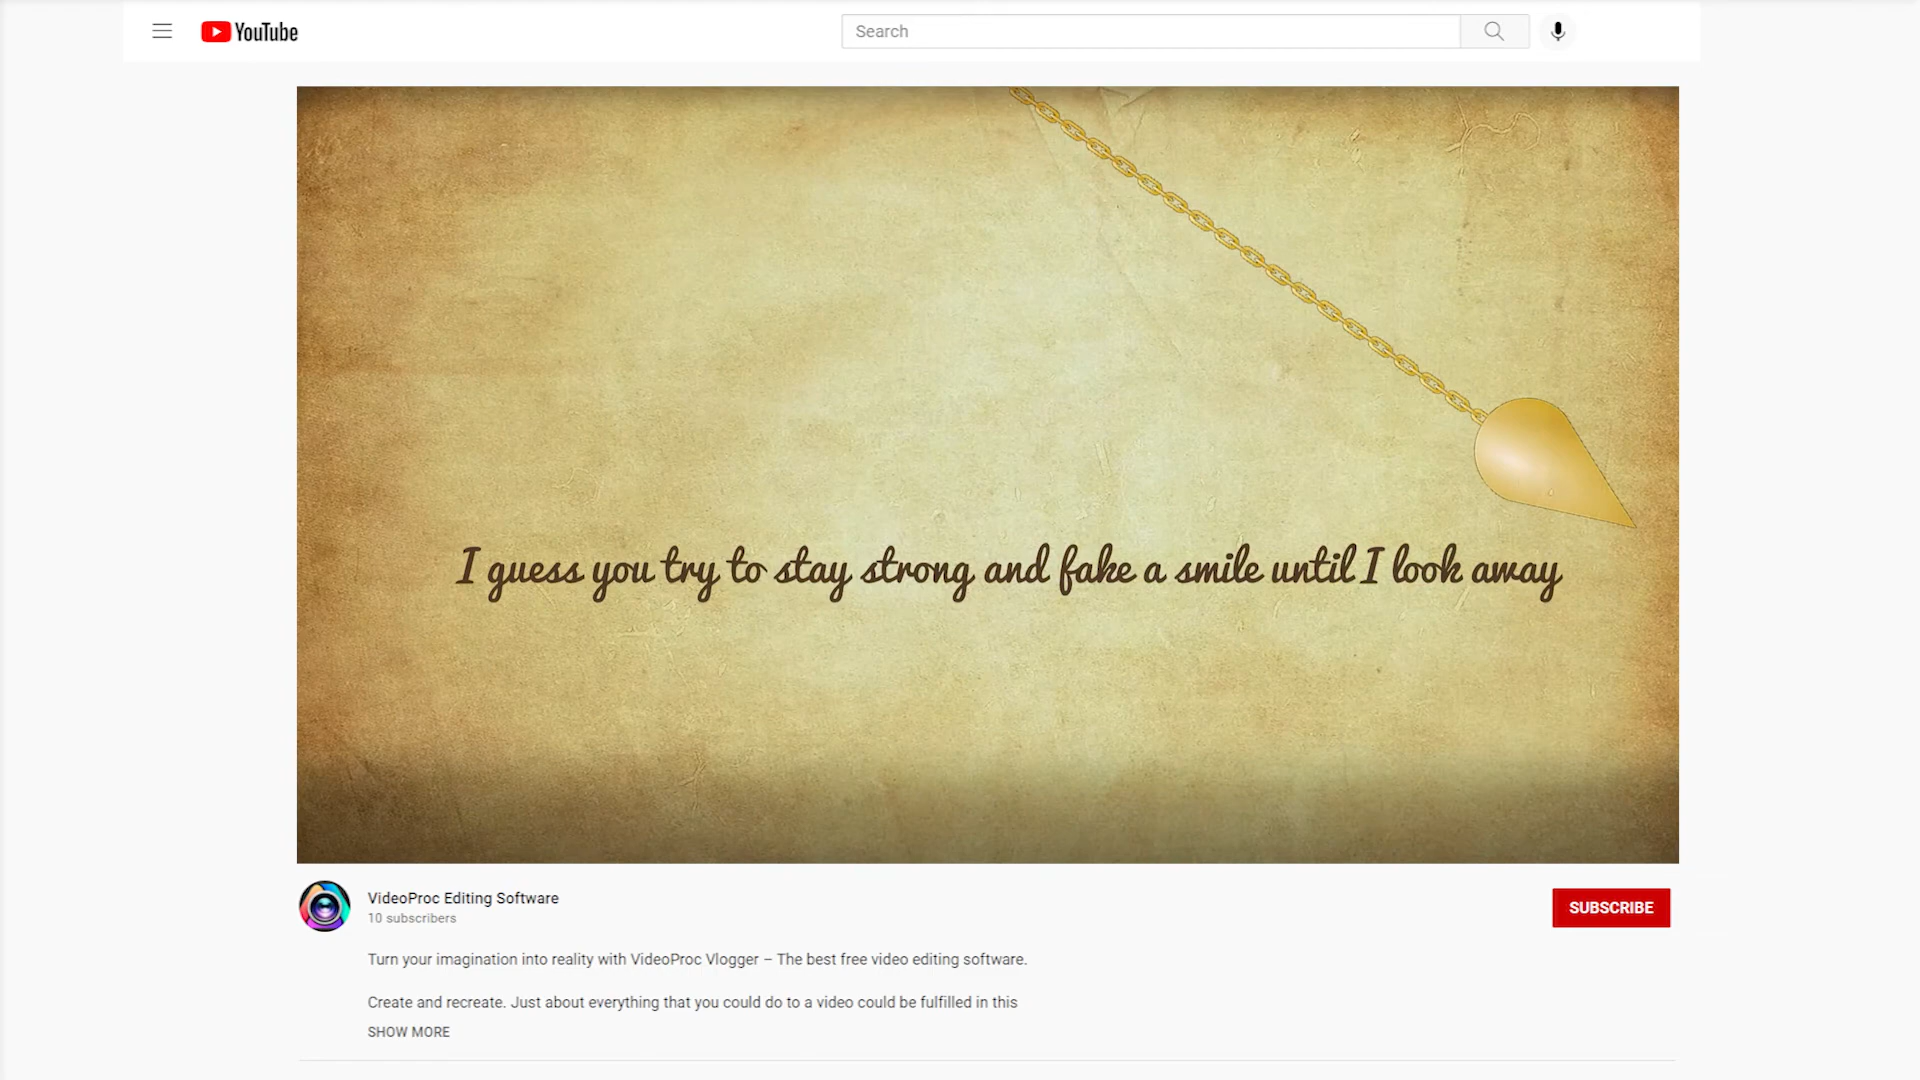 YouTube
Search
I guess you try to stay strong and fake a smile until I look away
VideoProc Editing Software
10 subscribers
SUBSCRIBE
Turn your imagination into reality with VideoProc Vlogger – The best free video editing software.
Create and recreate. Just about everything that you could do to a video could be fulfilled in this
SHOW MORE